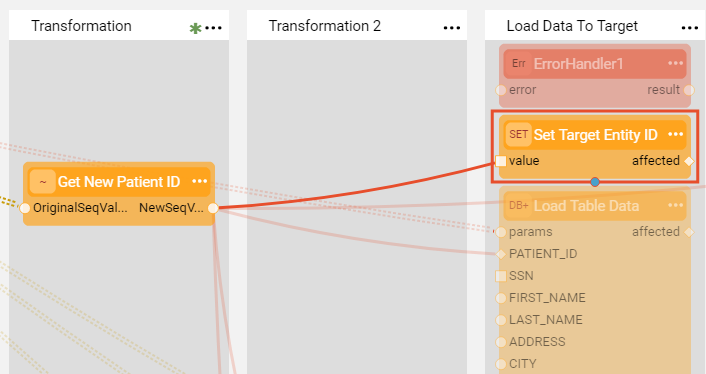 Transformation
Transformation 2
Load Data To Target
Err ErrorHandler1
error result
SET Set Target Entity ID
value affected
~ Get New Patient ID
OriginalSeqVal... NewSeqV...
DB+ Load Table Data
params affected
PATIENT_ID
SSN
FIRST_NAME
LAST_NAME
ADDRESS
CITY